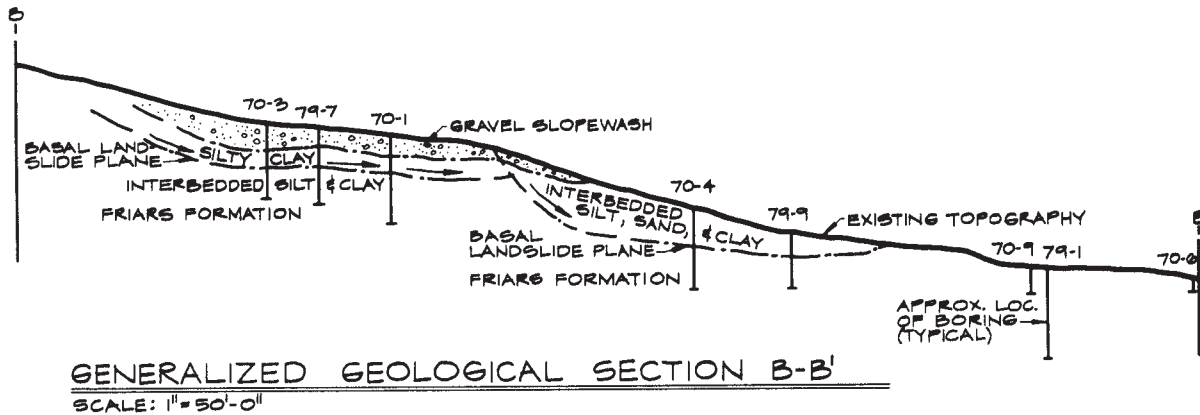 B
70-3
79-7
70-1
GRAVEL SLOPEWASH
BASAL LAND-
SLIDE PLANE
SILTY CLAY
INTERBEDDED SILT & CLAY
FRIARS FORMATION
INTERBEDDED
SILT, SAND,
& CLAY
70-4
79-9
EXISTING TOPOGRAPHY
BASAL
LANDSLIDE PLANE
FRIARS FORMATION
70-9
79-1
70-6
APPROX. LOC.
OF BORING
(TYPICAL)
GENERALIZED GEOLOGICAL SECTION B-B'
SCALE: 1"=50'-0"